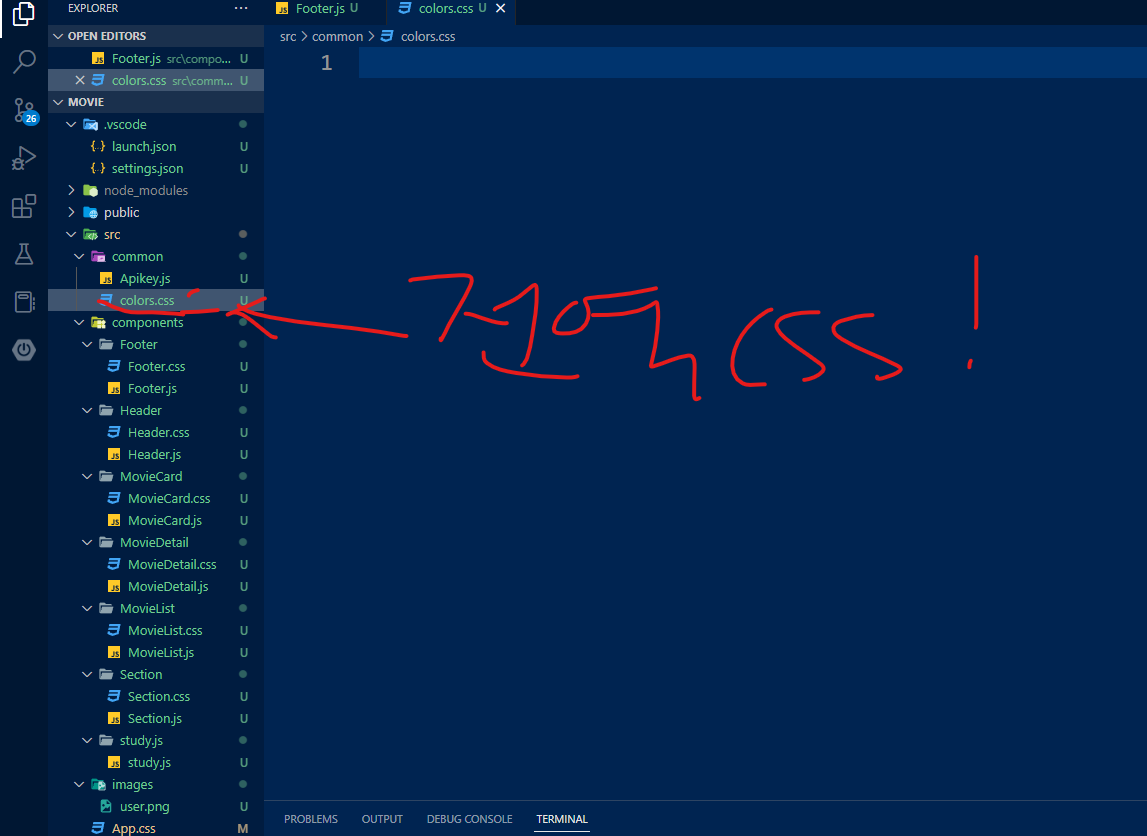 EXPLORER
Footer.js U
colors.css U
OPEN EDITORS
Footer.js src\compo... U
colors.css src\comm... U
src > common > colors.css
1
26
MOVIE
.vscode
launch.json U
settings.json U
node_modules
public
src
common
Apikey.js U
colors.css U
components
Footer
Footer.css U
Footer.js U
Header
Header.css U
Header.js U
MovieCard
MovieCard.css U
MovieCard.js U
MovieDetail
MovieDetail.css U
MovieDetail.js U
MovieList
MovieList.css U
MovieList.js U
Section
Section.css U
Section.js U
study.js
study.js U
images
user.png U
App.css M
CSS !
PROBLEMS
OUTPUT
DEBUG CONSOLE
TERMINAL